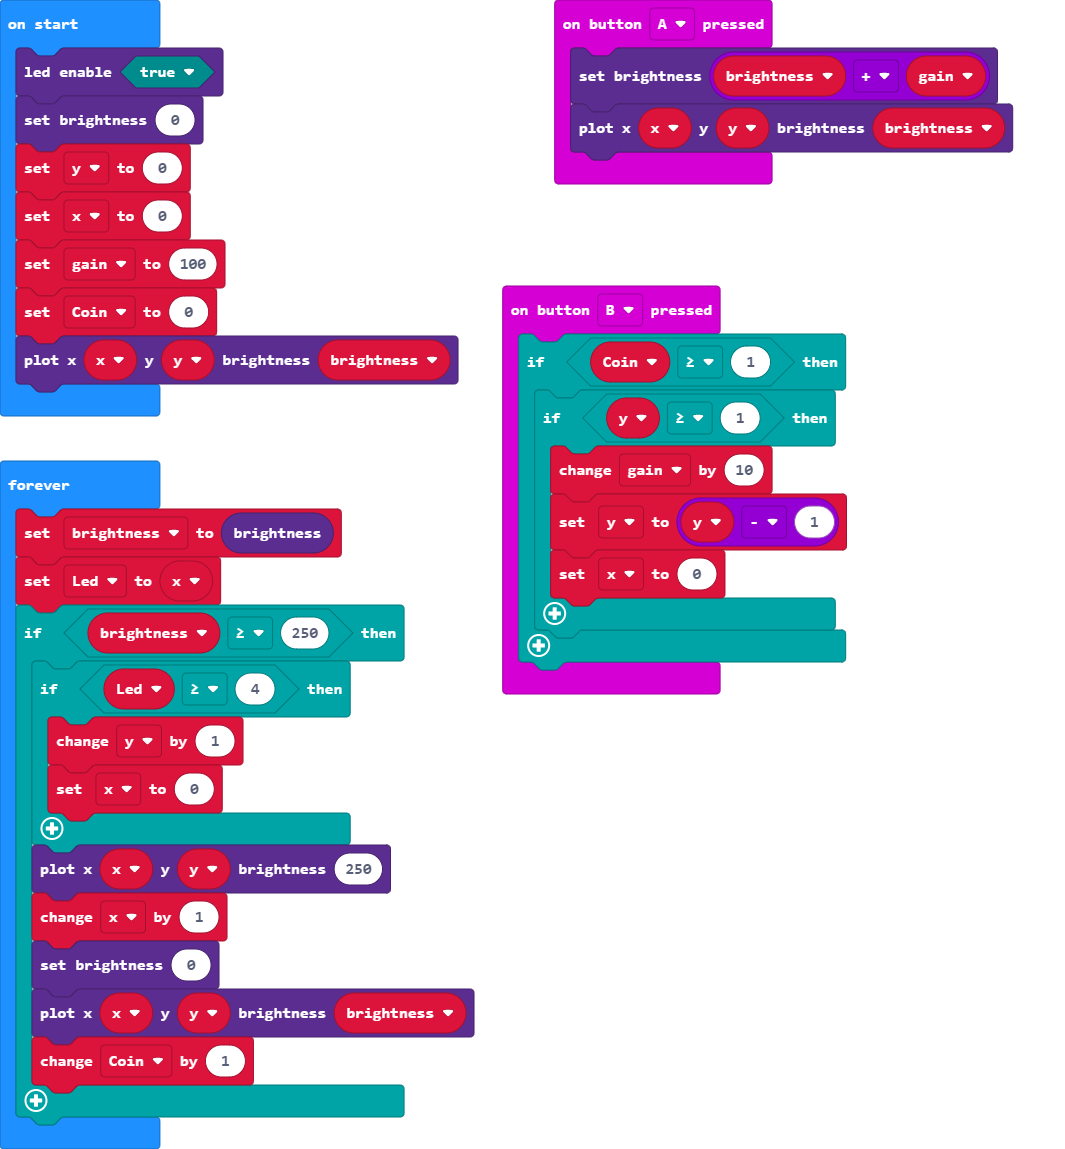 on start
led enable true
set brightness 0
set y to 0
set x to 0
set gain to 100
set Coin to 0
plot x x y y brightness brightness
forever
set brightness to brightness
set Led to x
if brightness ≥ 250 then
if Led ≥ 4 then
change y by 1
set x to 0
plot x x y y brightness 250
change x by 1
set brightness 0
plot x x y y brightness brightness
change Coin by 1
on button A pressed
set brightness brightness + gain
plot x x y y brightness brightness
on button B pressed
if Coin ≥ 1 then
if y ≥ 1 then
change gain by 10
set y to y - 1
set x to 0